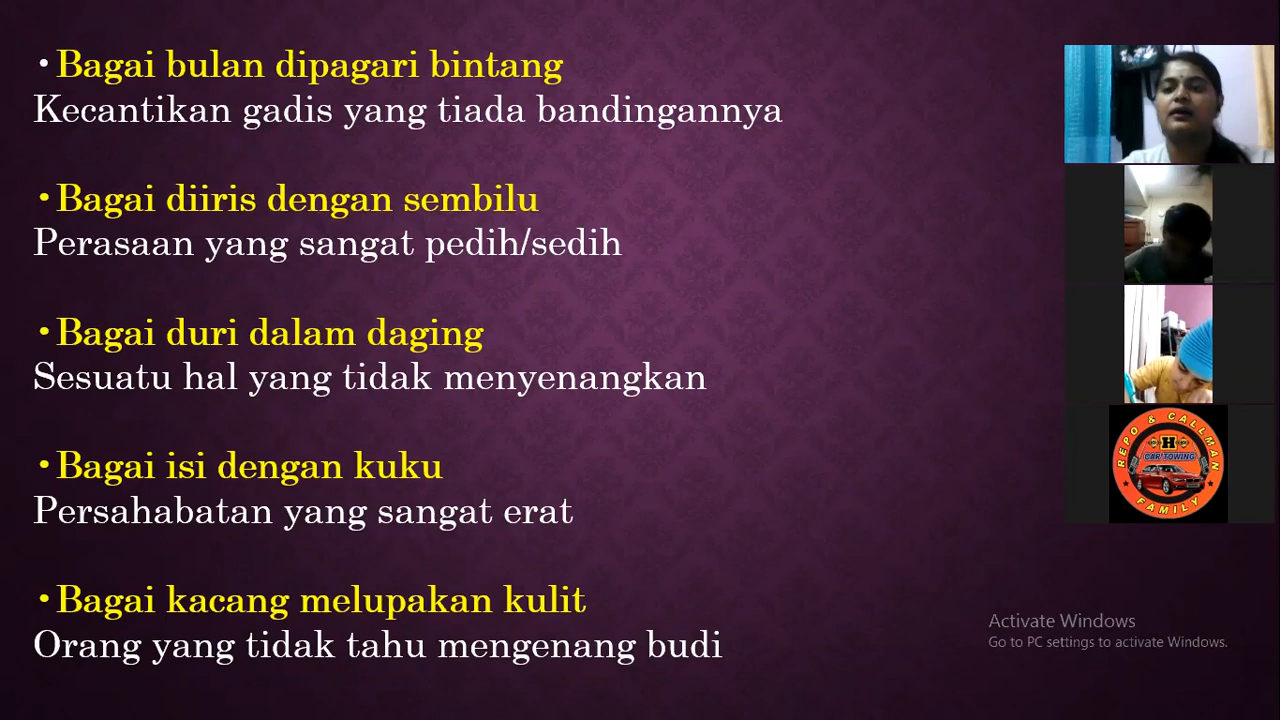 • Bagai bulan dipagari bintang
Kecantikan gadis yang tiada bandingannya
• Bagai diiris dengan sembilu
Perasaan yang sangat pedih/sedih
• Bagai duri dalam daging
Sesuatu hal yang tidak menyenangkan
• Bagai isi dengan kuku
Persahabatan yang sangat erat
• Bagai kacang melupakan kulit
Orang yang tidak tahu mengenang budi
REPO & CALLMAN
H
CAR TOWING
FAMILY
Activate Windows
Go to PC settings to activate Windows.